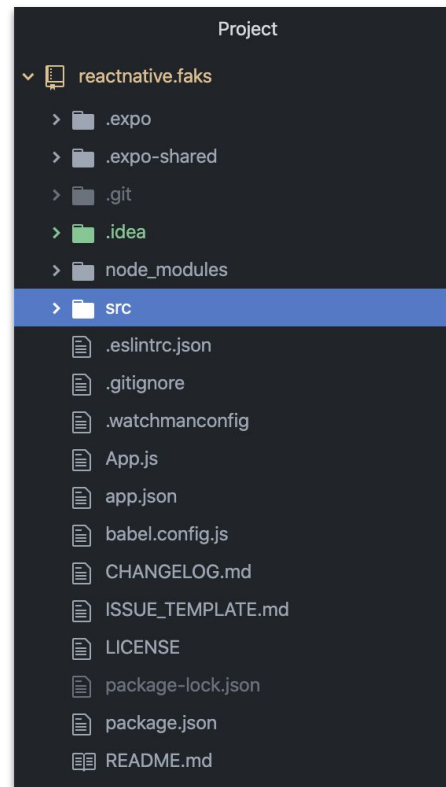 Project
reactnative.faks
.expo
.expo-shared
.git
.idea
node_modules
src
.eslintrc.json
.gitignore
.watchmanconfig
App.js
app.json
babel.config.js
CHANGELOG.md
ISSUE_TEMPLATE.md
LICENSE
package-lock.json
package.json
README.md